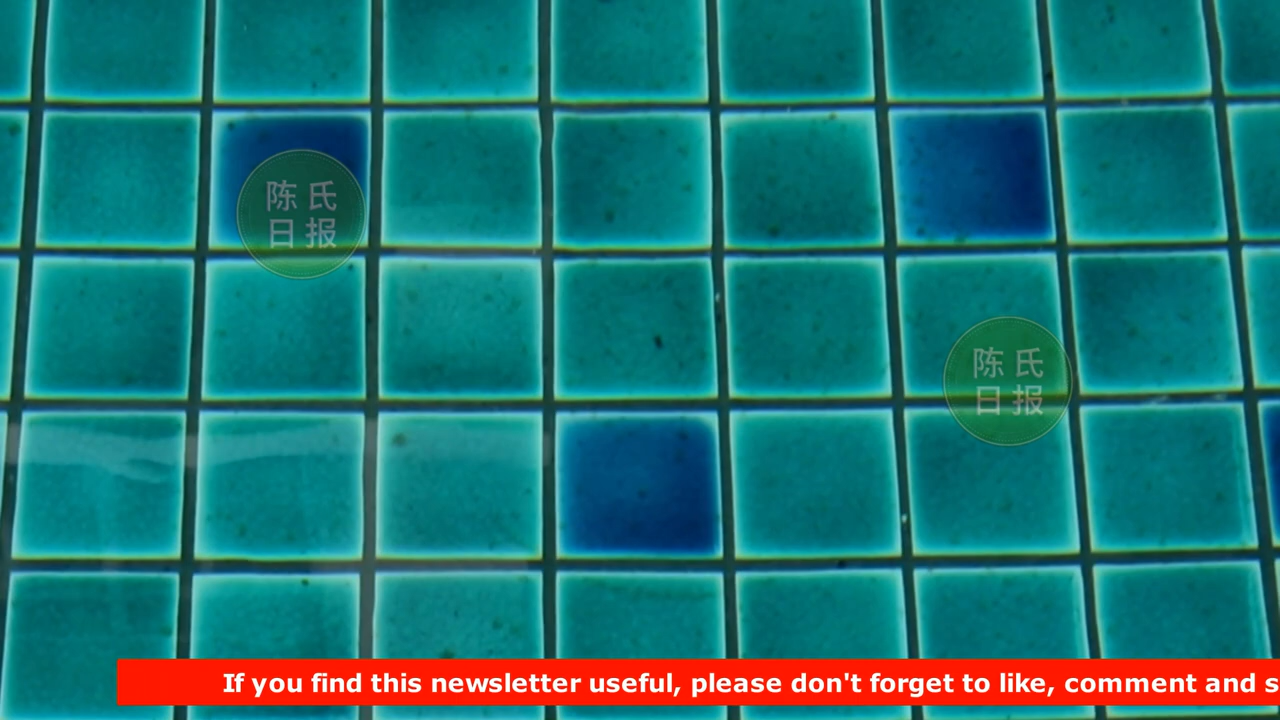 陈氏
日报
陈氏
日报
If you find this newsletter useful, please don't forget to like, comment and s